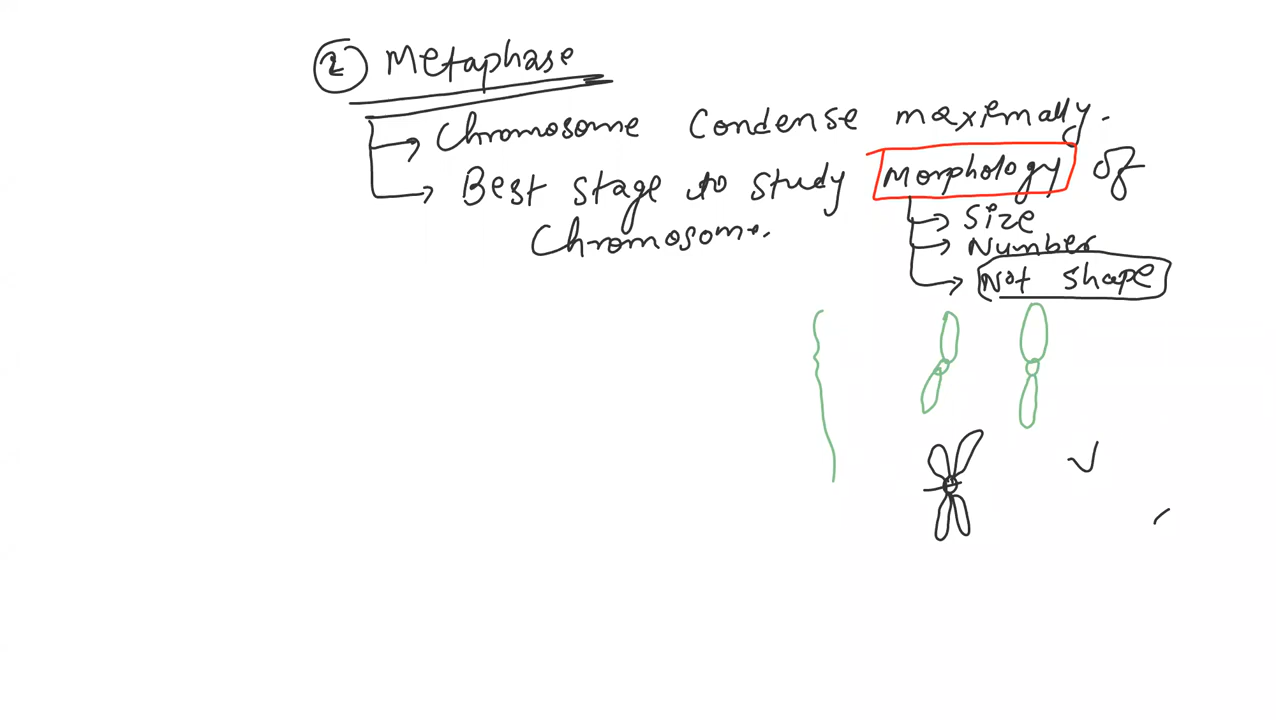 2 Metaphase
Chromosome Condense maximally.
Best stage to study Morphology of
Chromosome.
Size
Number
Not shape